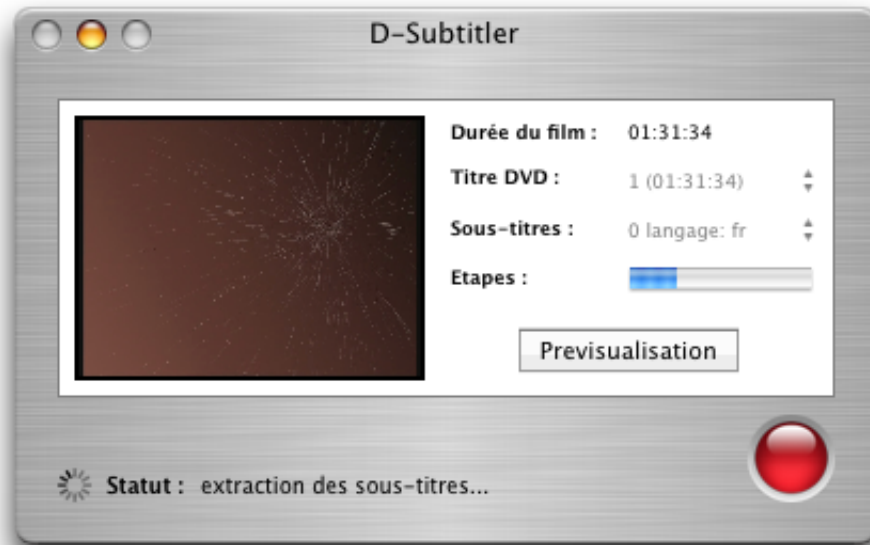 D-Subtitler
Durée du film : 01:31:34
Titre DVD : 1 (01:31:34)
Sous-titres : 0 langage: fr
Etapes :
Previsualisation
Statut : extraction des sous-titres...